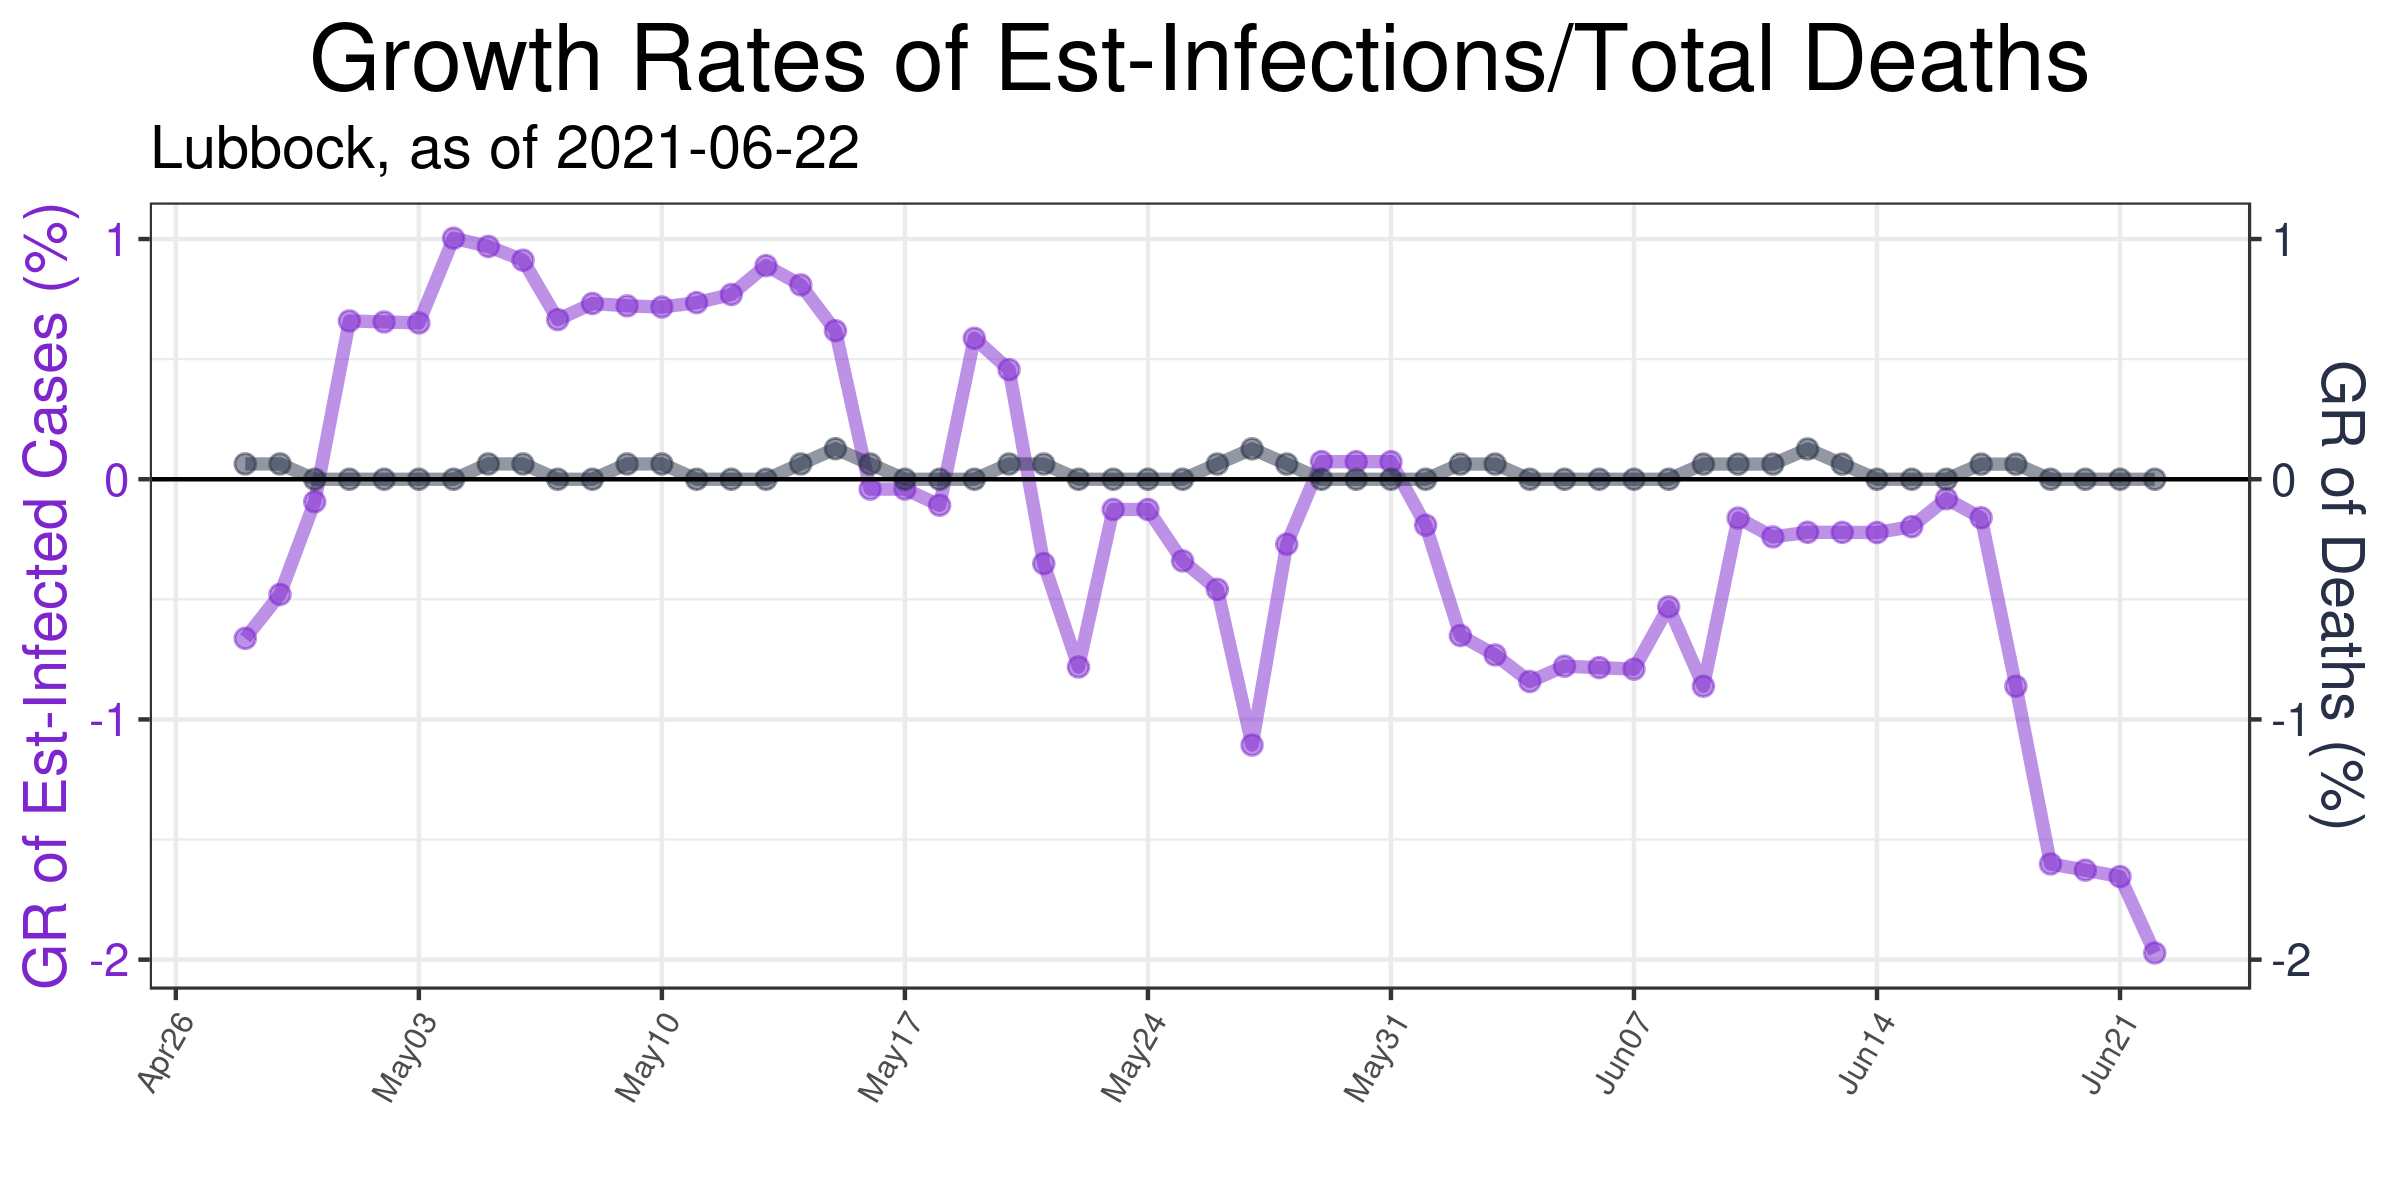 Growth Rates of Est-Infections/Total Deaths
Lubbock, as of 2021-06-22
GR of Est-Infected Cases (%)
1
0
-1
-2
1
0
-1
-2
GR of Deaths (%)
Apr26
May03
May10
May17
May24
May31
Jun07
Jun14
Jun21